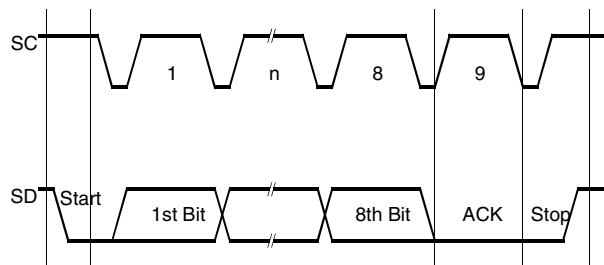 SC
1 n 8 9
SD Start
1st Bit 8th Bit ACK Stop